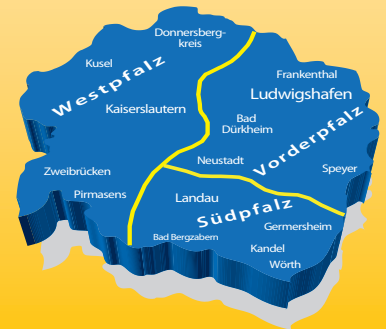 Donnersberg-
kreis
Kusel
Westpfalz
Kaiserslautern
Frankenthal
Ludwigshafen
Bad
Dürkheim
Vorderpfalz
Neustadt
Speyer
Zweibrücken
Pirmasens
Landau
Südpfalz
Germersheim
Bad Bergzabern
Kandel
Wörth